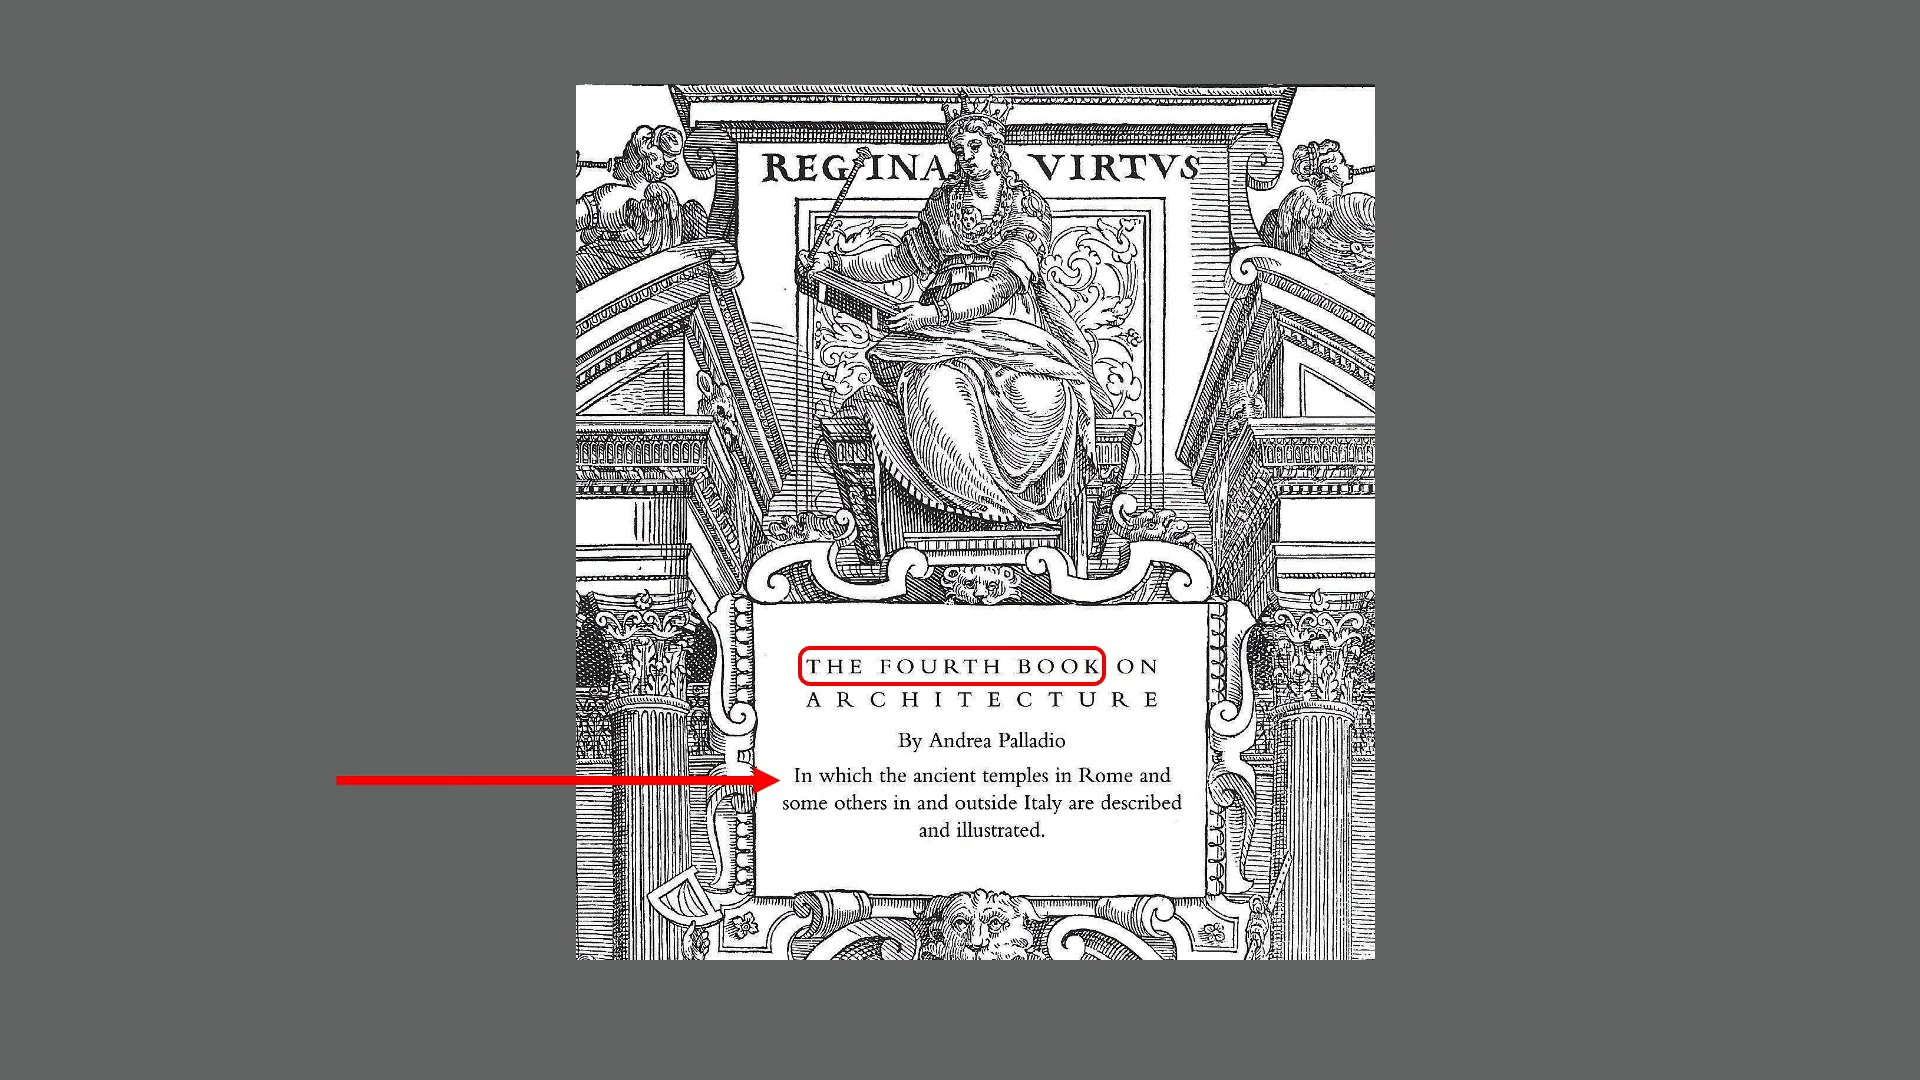 REGINA VIRTVS
THE FOURTH BOOK ON
ARCHITECTURE
By Andrea Palladio
In which the ancient temples in Rome and
some others in and outside Italy are described
and illustrated.